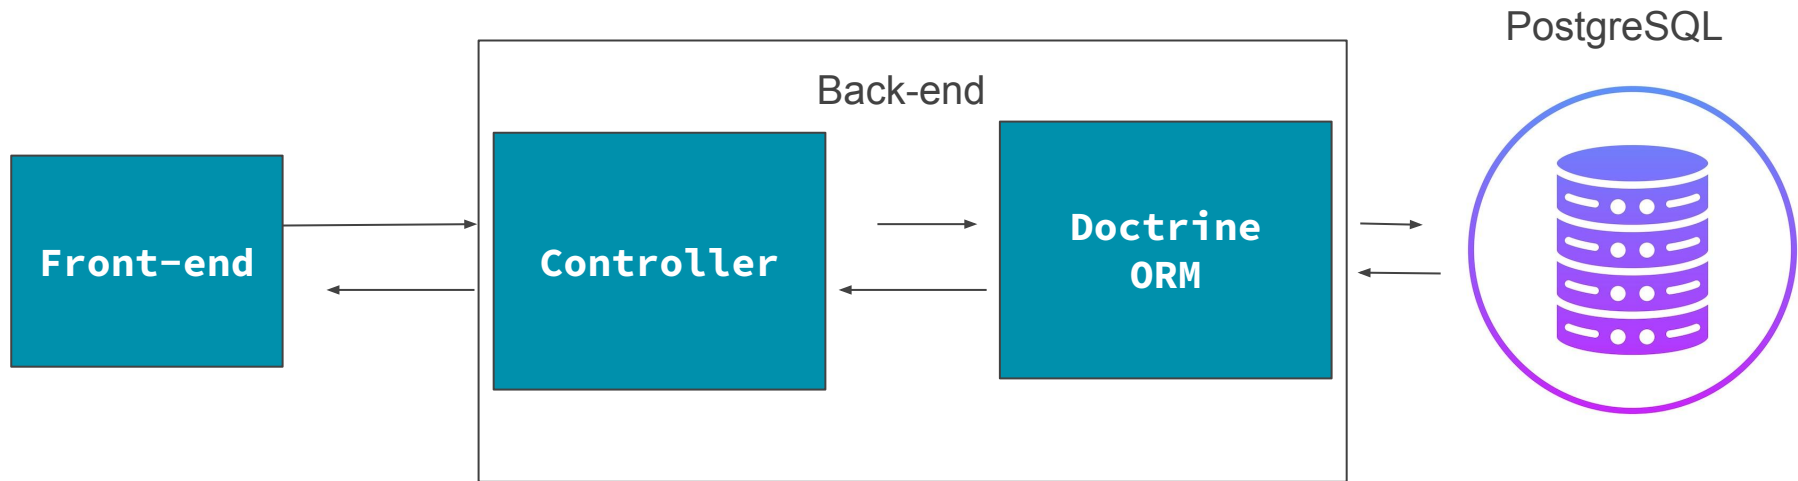 PostgreSQL
Back-end
Front-end
Controller
Doctrine
ORM